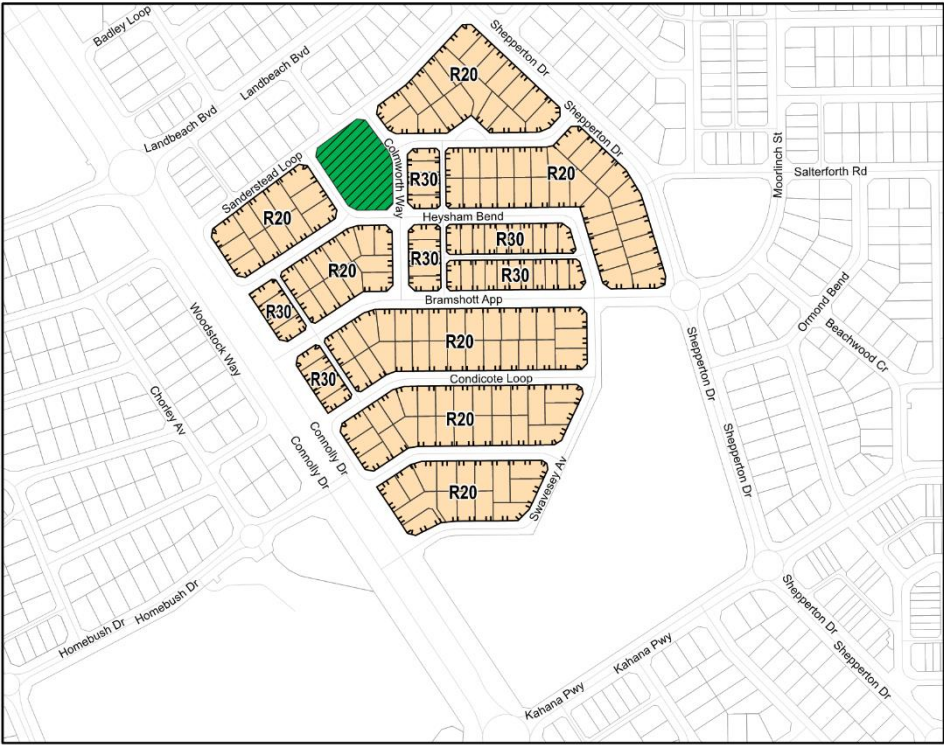 Badley Loop
Shepperton Dr
Landbeach Bvd
R20
Landbeach Bvd
Shepperton Dr
Colmworth Way
Moorlinch St
Sanderstead Loop
R30
R20
Salterforth Rd
R20
Heysham Bend
R30
R30
R20
R30
Bramshott App
R30
Ormond Bend
Woodstock Way
Beachwood Cr
R20
Shepperton Dr
R30
Condicote Loop
Chorley Av
R20
Connolly Dr
Connolly Dr
Shepperton Dr
R20
Swavesey Av
Homebush Dr
Homebush Dr
Shepperton Dr
Kahana Pwy
Shepperton Dr
Kahana Pwy